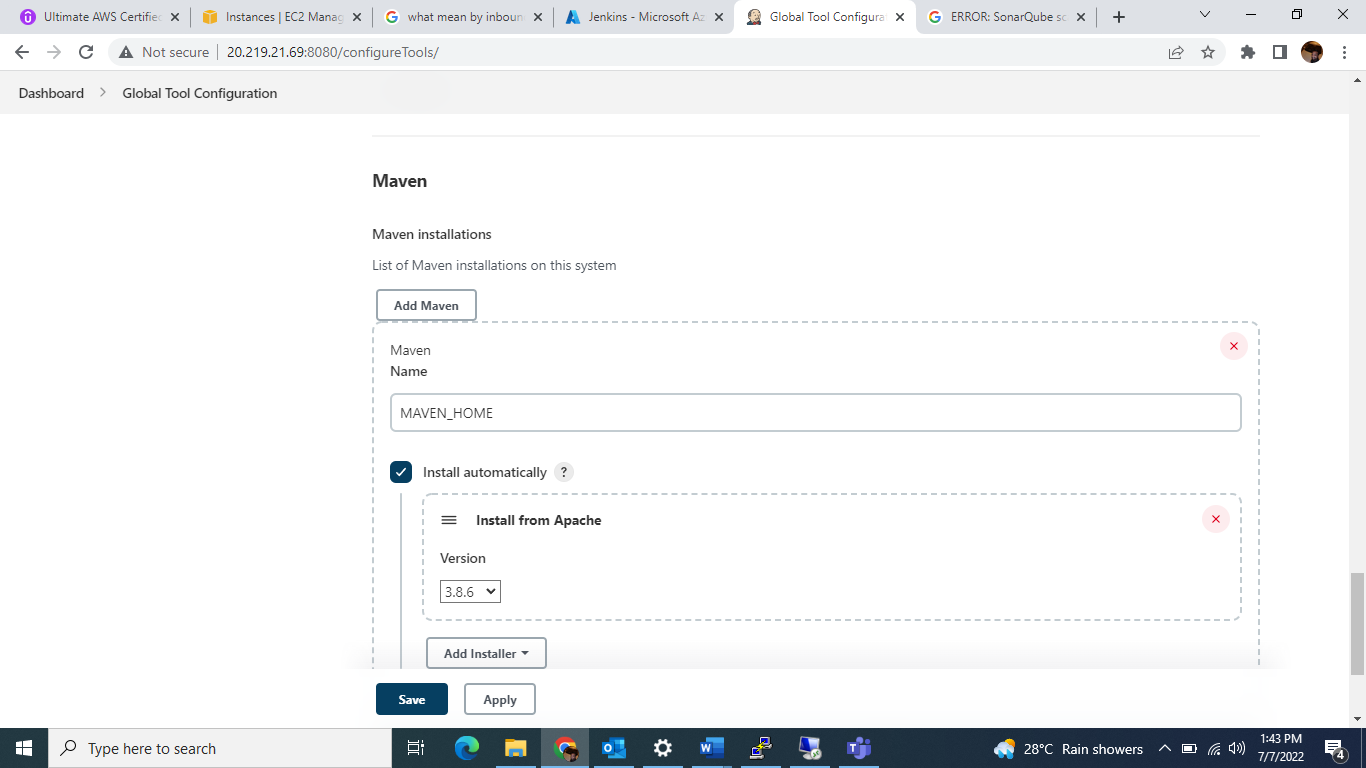 Ultimate AWS Certified
Instances | EC2 Manag
what mean by inboun
Jenkins - Microsoft Az
Global Tool Configura
ERROR: SonarQube sc
Not secure
20.219.21.69:8080/configureTools/
Dashboard
Global Tool Configuration
Maven
Maven installations
List of Maven installations on this system
Add Maven
Maven
Name
MAVEN_HOME
Install automatically ?
Install from Apache
Version
3.8.6
Add Installer
Save
Apply
Type here to search
28°C Rain showers
1:43 PM
7/7/2022
4